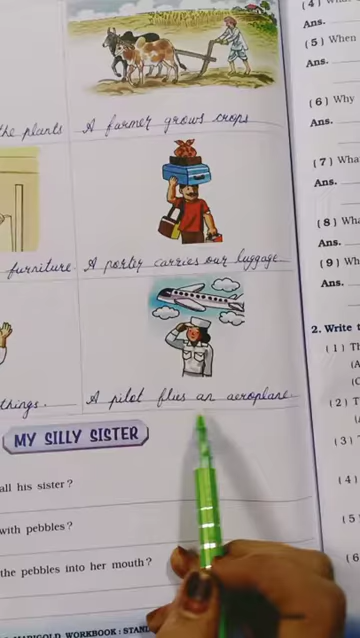 the plants
A farmer grows crops
furniture
A porter carries our luggage
things.
A pilot flies an aeroplane.
MY SILLY SISTER
all his sister?
with pebbles?
the pebbles into her mouth?
MARIGOLD WORKBOOK : STAND
Ans.
(5) When
Ans.
(6) Why
Ans.
(7) Wha
Ans.
(8) Wha
Ans.
(9) Wh
Ans.
2. Write t
(1) Th
(A
(2) T
(3)
(4)
(5
(6